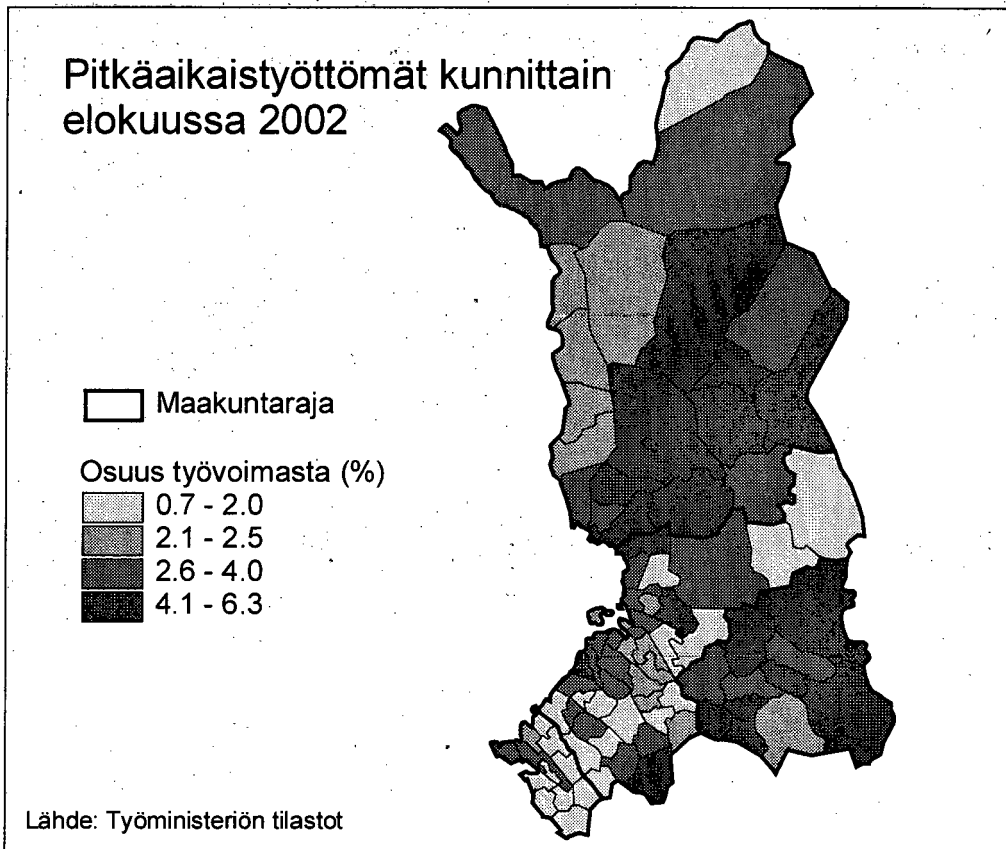 Pitkäaikaistyöttömät kunnittain
elokuussa 2002
Maakuntaraja
Osuus työvoimasta (%)
0.7 - 2.0
2.1 - 2.5
2.6 - 4.0
4.1 - 6.3
Lähde: Työministeriön tilastot